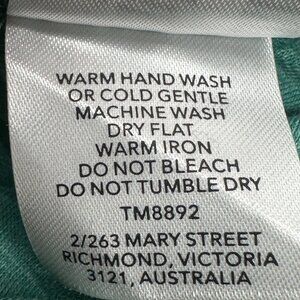 WARM HAND WASH
OR COLD GENTLE
MACHINE WASH
DRY FLAT
WARM IRON
DO NOT BLEACH
DO NOT TUMBLE DRY
TM8892
2/263 MARY STREET
RICHMOND, VICTORIA
3121, AUSTRALIA